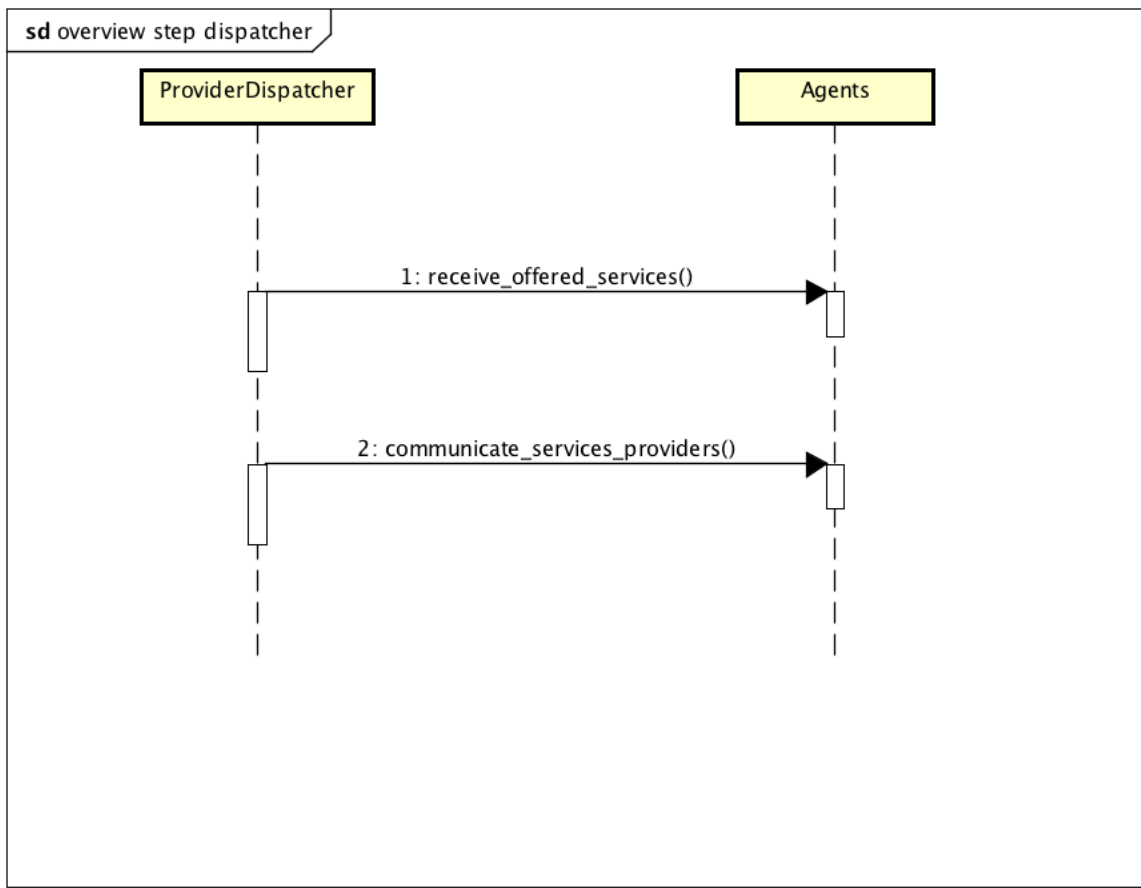 sd overview step dispatcher
ProviderDispatcher
Agents
1: receive_offered_services()
2: communicate_services_providers()